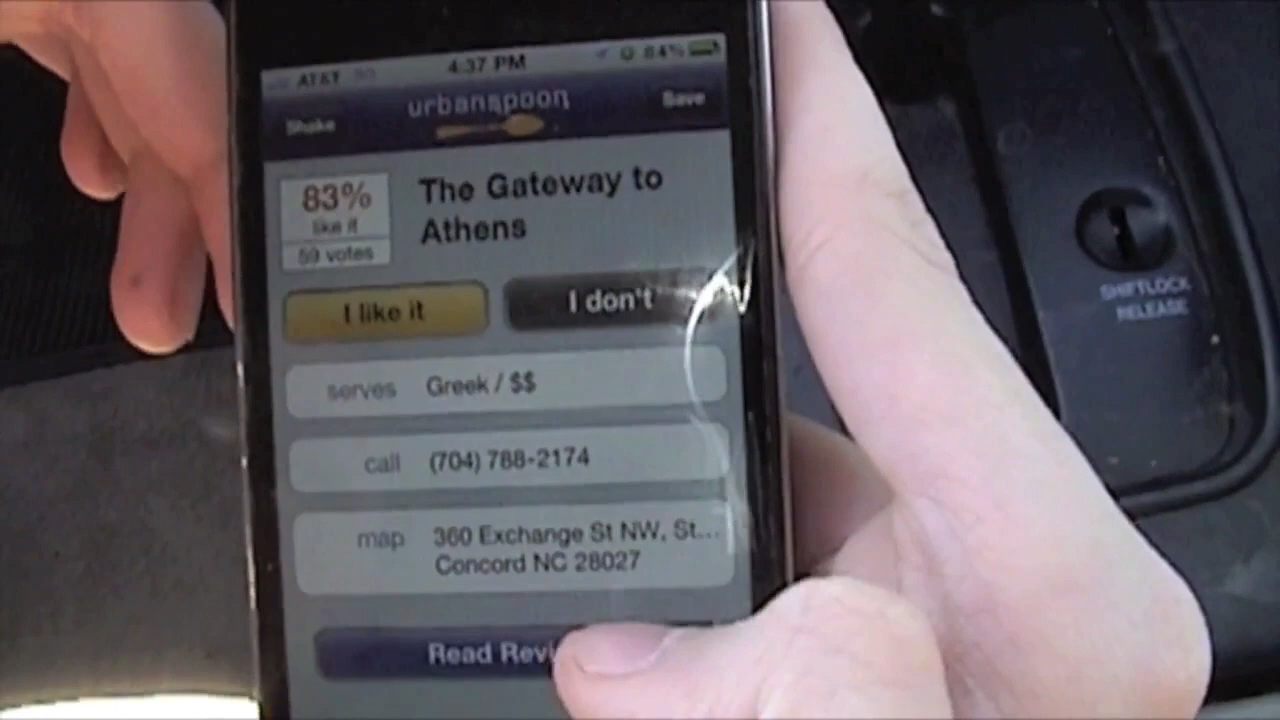 AT&T 3G 4:37 PM 84%
Shake urbanspoon Save
83%
like it
59 votes
The Gateway to
Athens
I like it
I don't
serves Greek / $$
call (704) 788-2174
map 360 Exchange St NW, St...
Concord NC 28027
Read Revi
SHIFTLOCK
RELEASE